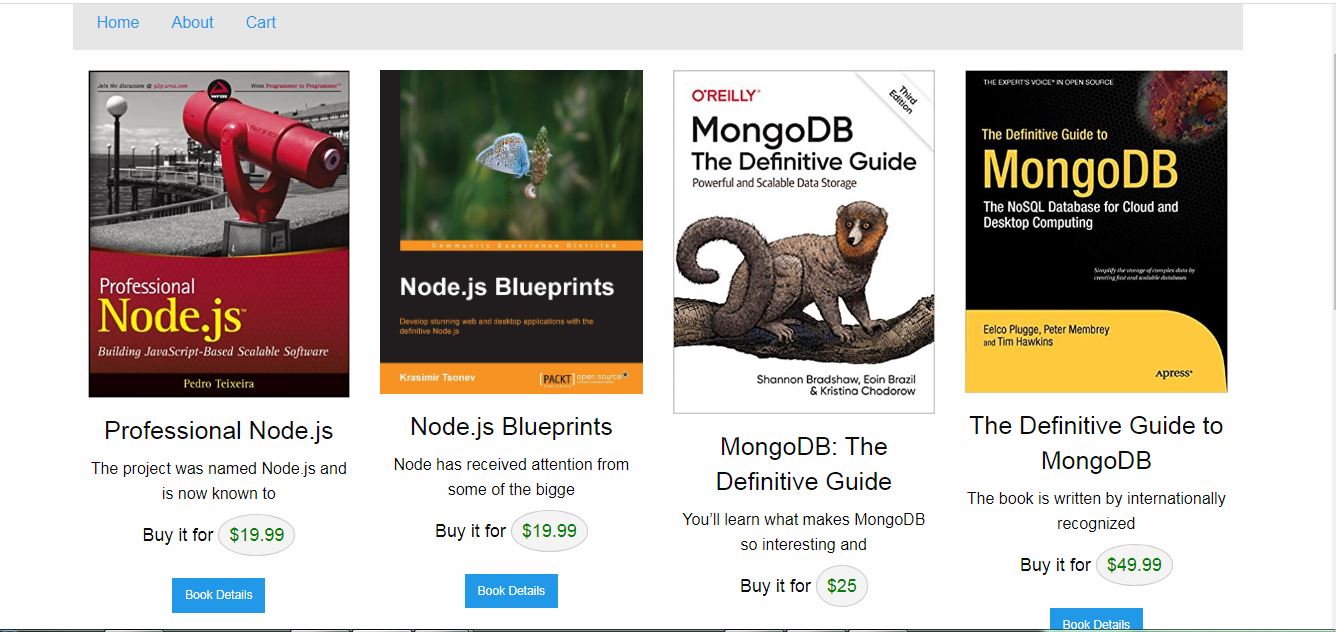 Home About Cart
Join the discussion @ p2p.wrox.com
Wrox Programmer to Programmer™
wrox
Professional
Node.js™
Building JavaScript-Based Scalable Software
Pedro Teixeira
Professional Node.js
The project was named Node.js and
is now known to
Buy it for $19.99
Book Details
Community Experience Distilled
Node.js Blueprints
Develop stunning web and desktop applications with the
definitive Node.js
Krasimir Tsonev
[PACKT] open source*
Node.js Blueprints
Node has received attention from
some of the bigge
Buy it for $19.99
Book Details
O'REILLY®
Third
Edition
MongoDB
The Definitive Guide
Powerful and Scalable Data Storage
Shannon Bradshaw, Eoin Brazil
& Kristina Chodorow
MongoDB: The
Definitive Guide
You’ll learn what makes MongoDB
so interesting and
Buy it for $25
THE EXPERT'S VOICE® IN OPEN SOURCE
The Definitive Guide to
MongoDB
The NoSQL Database for Cloud and
Desktop Computing
Simplify the storage of complex data by
creating fast and scalable databases
Eelco Plugge, Peter Membrey
and Tim Hawkins
Apress®
The Definitive Guide to
MongoDB
The book is written by internationally
recognized
Buy it for $49.99
Book Details